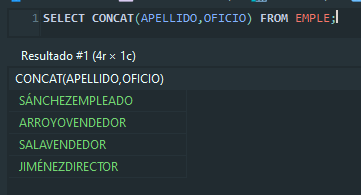 1 SELECT CONCAT(APELLIDO,OFICIO) FROM EMPLE;
Resultado #1 (4r × 1c)
CONCAT(APELLIDO,OFICIO)
SÁNCHEZEMPLEADO
ARROYOVENDEDOR
SALAVENDEDOR
JIMÉNEZDIRECTOR